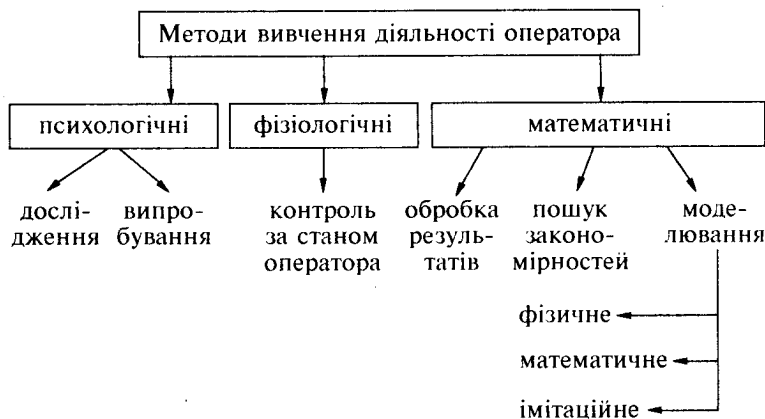 Методи вивчення діяльності оператора
психологічні
фізіологічні
математичні
дослі-
дження
випро-
бування
контроль
за станом
оператора
обробка
резуль-
татів
пошук
законо-
мірностей
моде-
лювання
фізичне
математичне
імітаційне